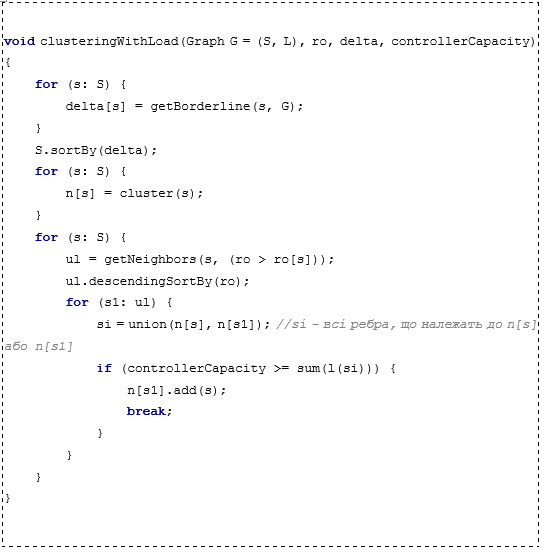 void clusteringWithLoad(Graph G = (S, L), ro, delta, controllerCapacity)
{
    for (s: S) {
        delta[s] = getBorderline(s, G);
    }
    S.sortBy(delta);
    for (s: S) {
        n[s] = cluster(s);
    }
    for (s: S) {
        ul = getNeighbors(s, (ro > ro[s]));
        ul.descendingSortBy(ro);
        for (s1: ul) {
            si = union(n[s], n[s1]); //si – всі ребра, що належать до n[s]
або n[s1]
            if (controllerCapacity >= sum(l(si))) {
                n[s1].add(s);
                break;
            }
        }
    }
}